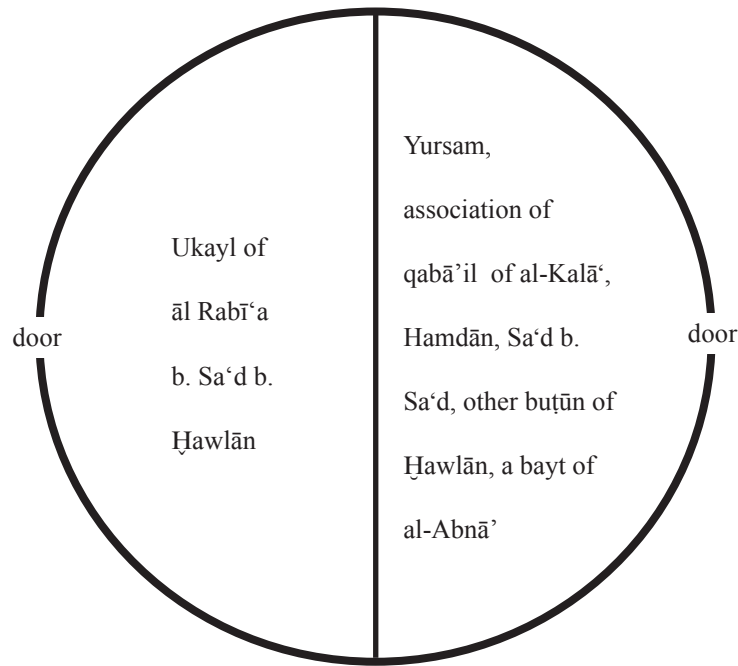 Yursam,
association of
qabā’il of al-Kalā‘,
Hamdān, Sa‘d b.
Sa‘d, other buṭūn of
Ḫawlān, a bayt of
al-Abnā’
Ukayl of
āl Rabī‘a
b. Sa‘d b.
Ḫawlān
door
door